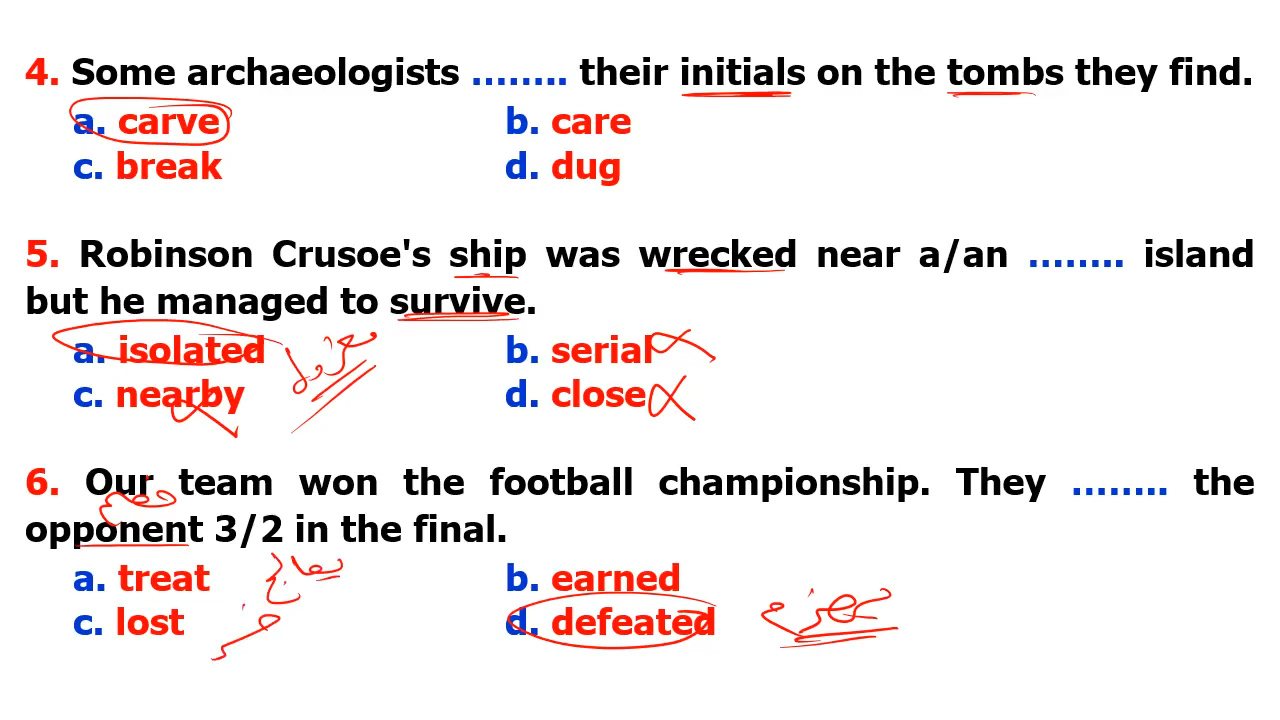 4. Some archaeologists ........ their initials on the tombs they find.
a. carve b. care
c. break d. dug
5. Robinson Crusoe's ship was wrecked near a/an ........ island
but he managed to survive.
a. isolated b. serial
c. nearby d. close
6. Our team won the football championship. They ........ the
opponent 3/2 in the final.
a. treat b. earned
c. lost d. defeated